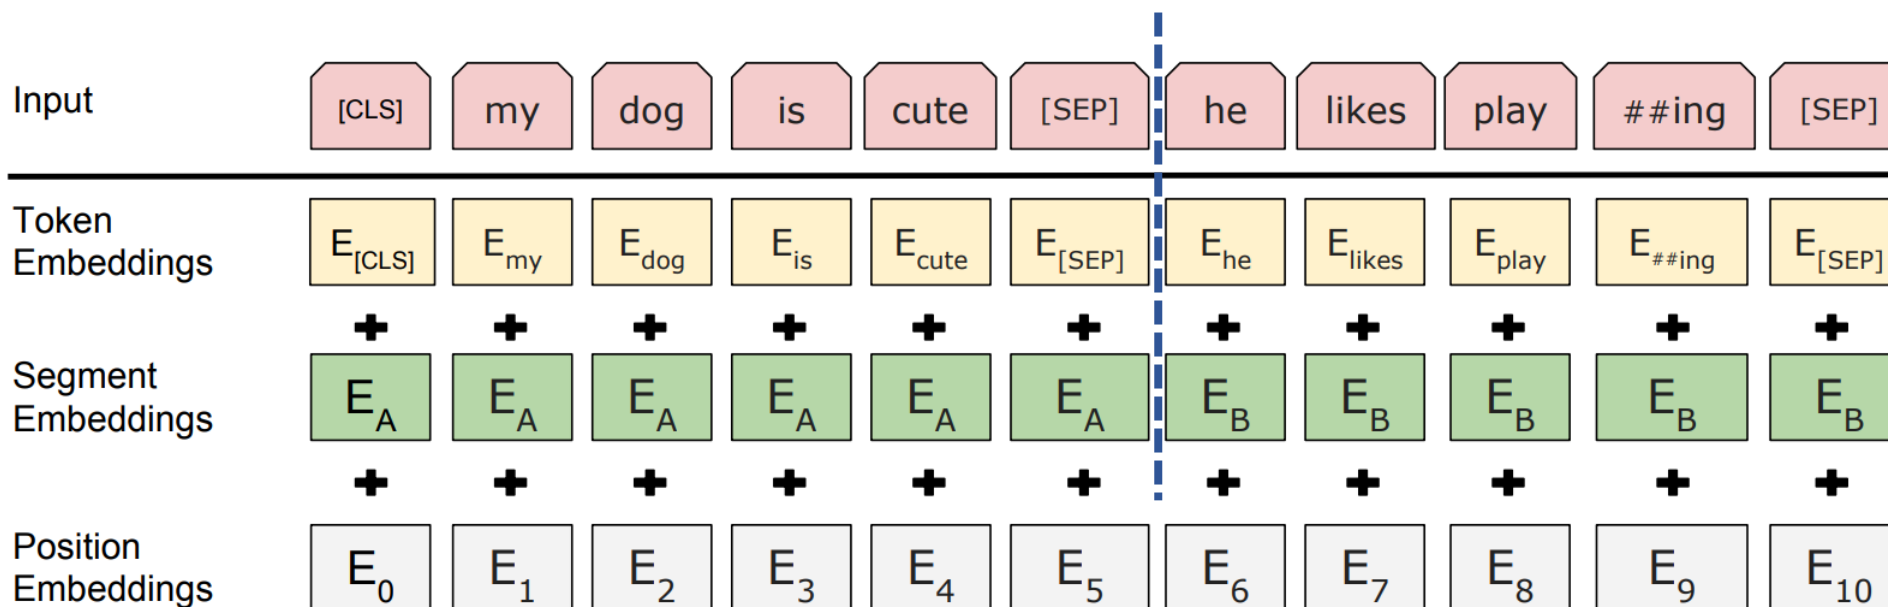 Input [CLS] my dog is cute [SEP] he likes play ##ing [SEP]
Token
Embeddings E[CLS] Emy Edog Eis Ecute E[SEP] Ehe Elikes Eplay E##ing E[SEP]
+ + + + + + + + + + +
Segment
Embeddings EA EA EA EA EA EA EB EB EB EB EB
+ + + + + + + + + + +
Position
Embeddings E0 E1 E2 E3 E4 E5 E6 E7 E8 E9 E10